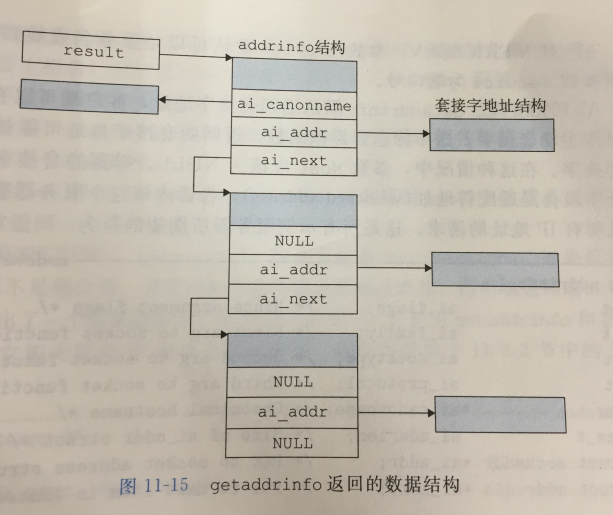 addrinfo结构
result
ai_canonname
套接字地址结构
ai_addr
ai_next
NULL
ai_addr
ai_next
NULL
ai_addr
NULL
图 11-15 getaddrinfo 返回的数据结构